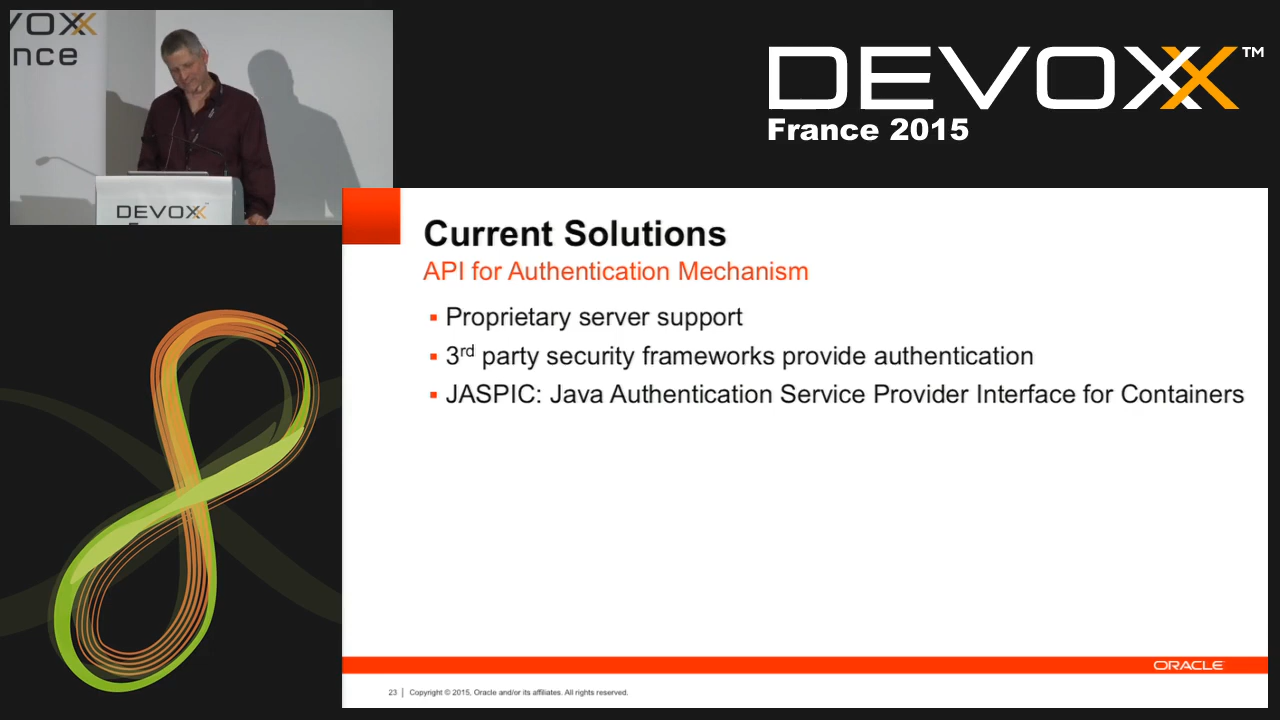 VOXX
nce
DEVOXX
DEVOXX™
France 2015
Current Solutions
API for Authentication Mechanism
▪ Proprietary server support
▪ 3rd party security frameworks provide authentication
▪ JASPIC: Java Authentication Service Provider Interface for Containers
ORACLE
23 | Copyright © 2015, Oracle and/or its affiliates. All rights reserved.